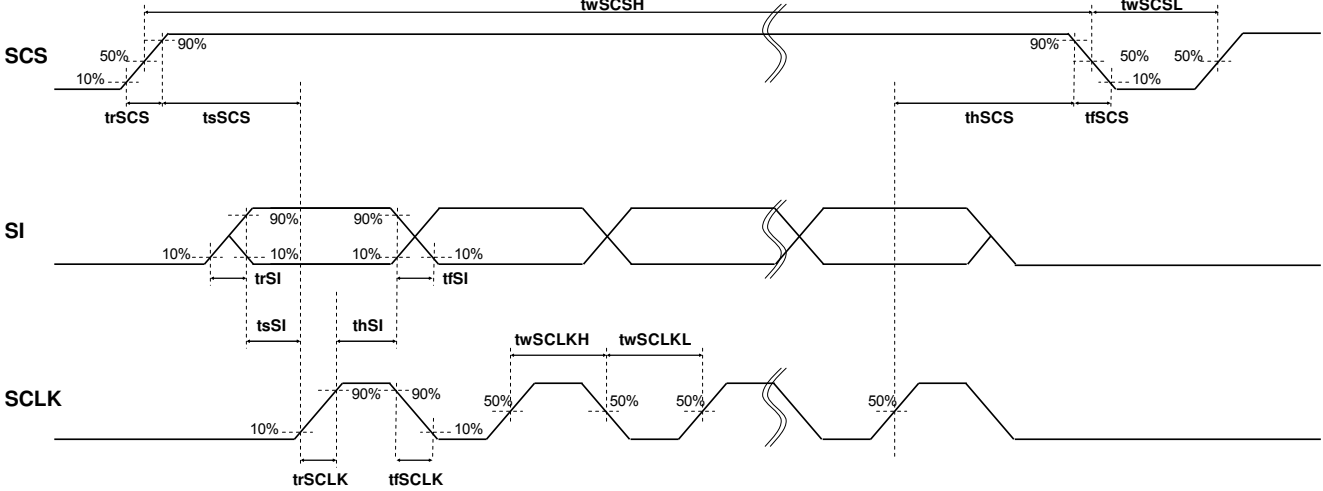 twSCSH twSCSL
SCS
90% 90%
50% 50% 50%
10% 10%
trSCS tsSCS thSCS tfSCS
SI
90% 90%
10% 10% 10% 10%
trSI tfSI
tsSI thSI
twSCLKH twSCLKL
SCLK
90% 90%
50% 50% 50% 50%
10% 10%
trSCLK tfSCLK